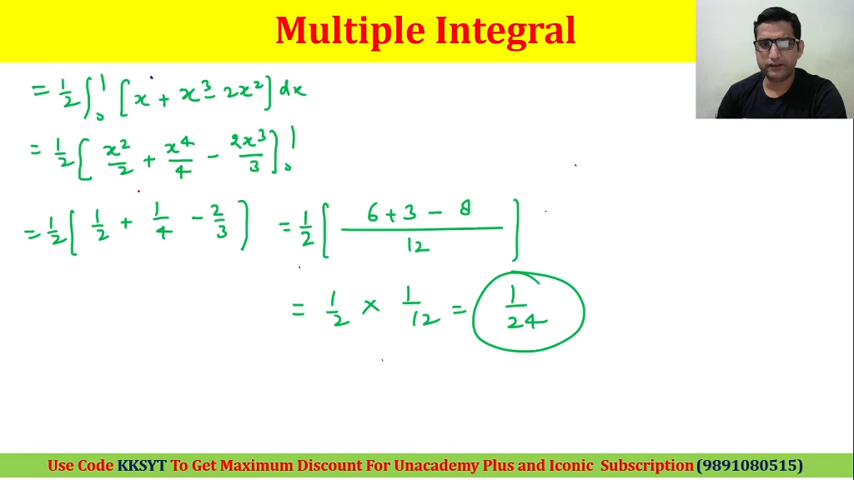 Multiple Integral
= 1/2 ∫₀¹ [x + x³ - 2x²] dx
= 1/2 [x²/2 + x⁴/4 - 2x³/3]₀¹
= 1/2 [1/2 + 1/4 - 2/3] = 1/2 [(6 + 3 - 8)/12]
= 1/2 × 1/12 = 1/24
Use Code KKSYT To Get Maximum Discount For Unacademy Plus and Iconic Subscription (9891080515)